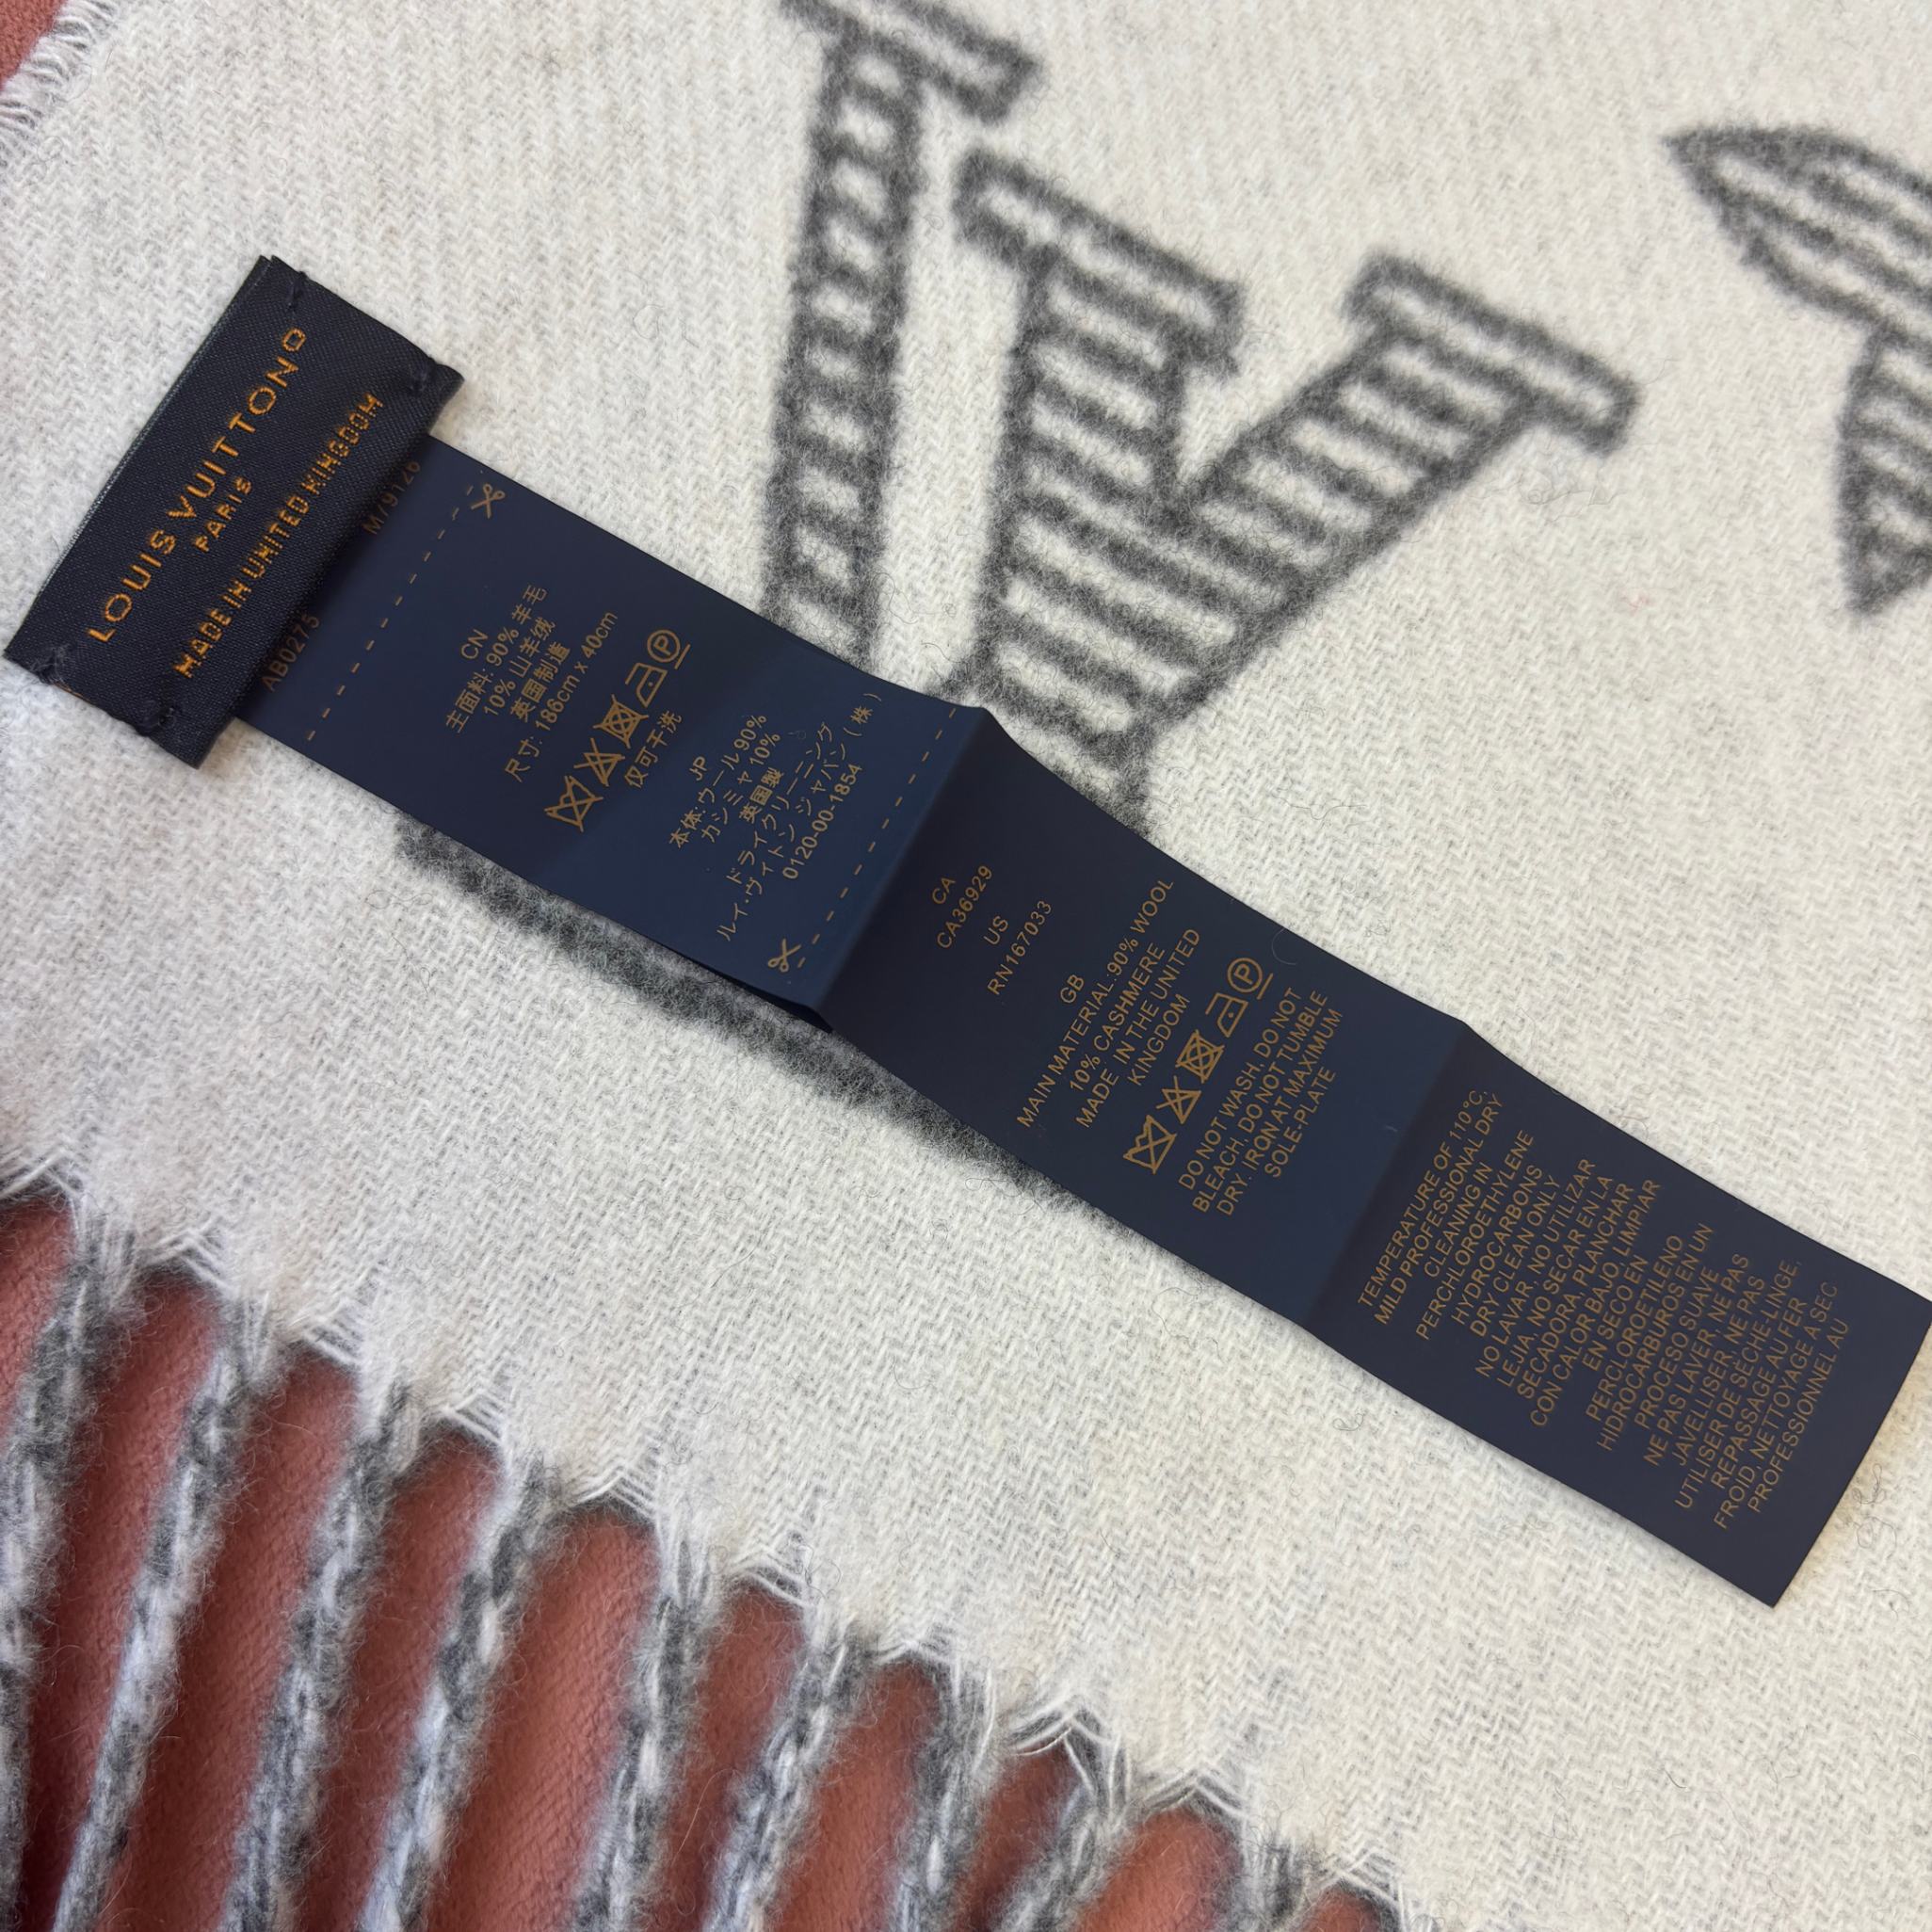 LOUIS VUITTON
PARIS
MADE IN UNITED KINGDOM
AB0275 M79126
CN
主面料: 90% 羊毛
10% 山羊绒
英国制造
尺寸: 186cm x 40cm
仅可干洗
JP
本体:ウール 90%
カシミヤ 10%
英国製
ドライクリーニング
ルイ・ヴィトン ジャパン (株)
0120-00-1854
CA
CA36929
US
RN167033
GB
MAIN MATERIAL: 90% WOOL
10% CASHMERE
MADE IN THE UNITED
KINGDOM
DO NOT WASH, DO NOT
BLEACH, DO NOT TUMBLE
DRY. IRON AT MAXIMUM
SOLE-PLATE
TEMPERATURE OF 110°C,
MILD PROFESSIONAL DRY
CLEANING IN
PERCHLOROETHYLENE
HYDROCARBONS
DRY CLEAN ONLY
NO LAVAR, NO UTILIZAR
LEJIA, NO SECAR EN LA
SECADORA, PLANCHAR
CON CALOR BAJO, LIMPIAR
EN SECO EN
PERCLOROETILENO
HIDROCARBUROS EN UN
PROCESO SUAVE
NE PAS LAVER, NE PAS
JAVELLISER, NE PAS
UTILISER DE SECHE-LINGE,
REPASSAGE AU FER
FROID, NETTOYAGE A SEC
PROFESSIONNEL AU